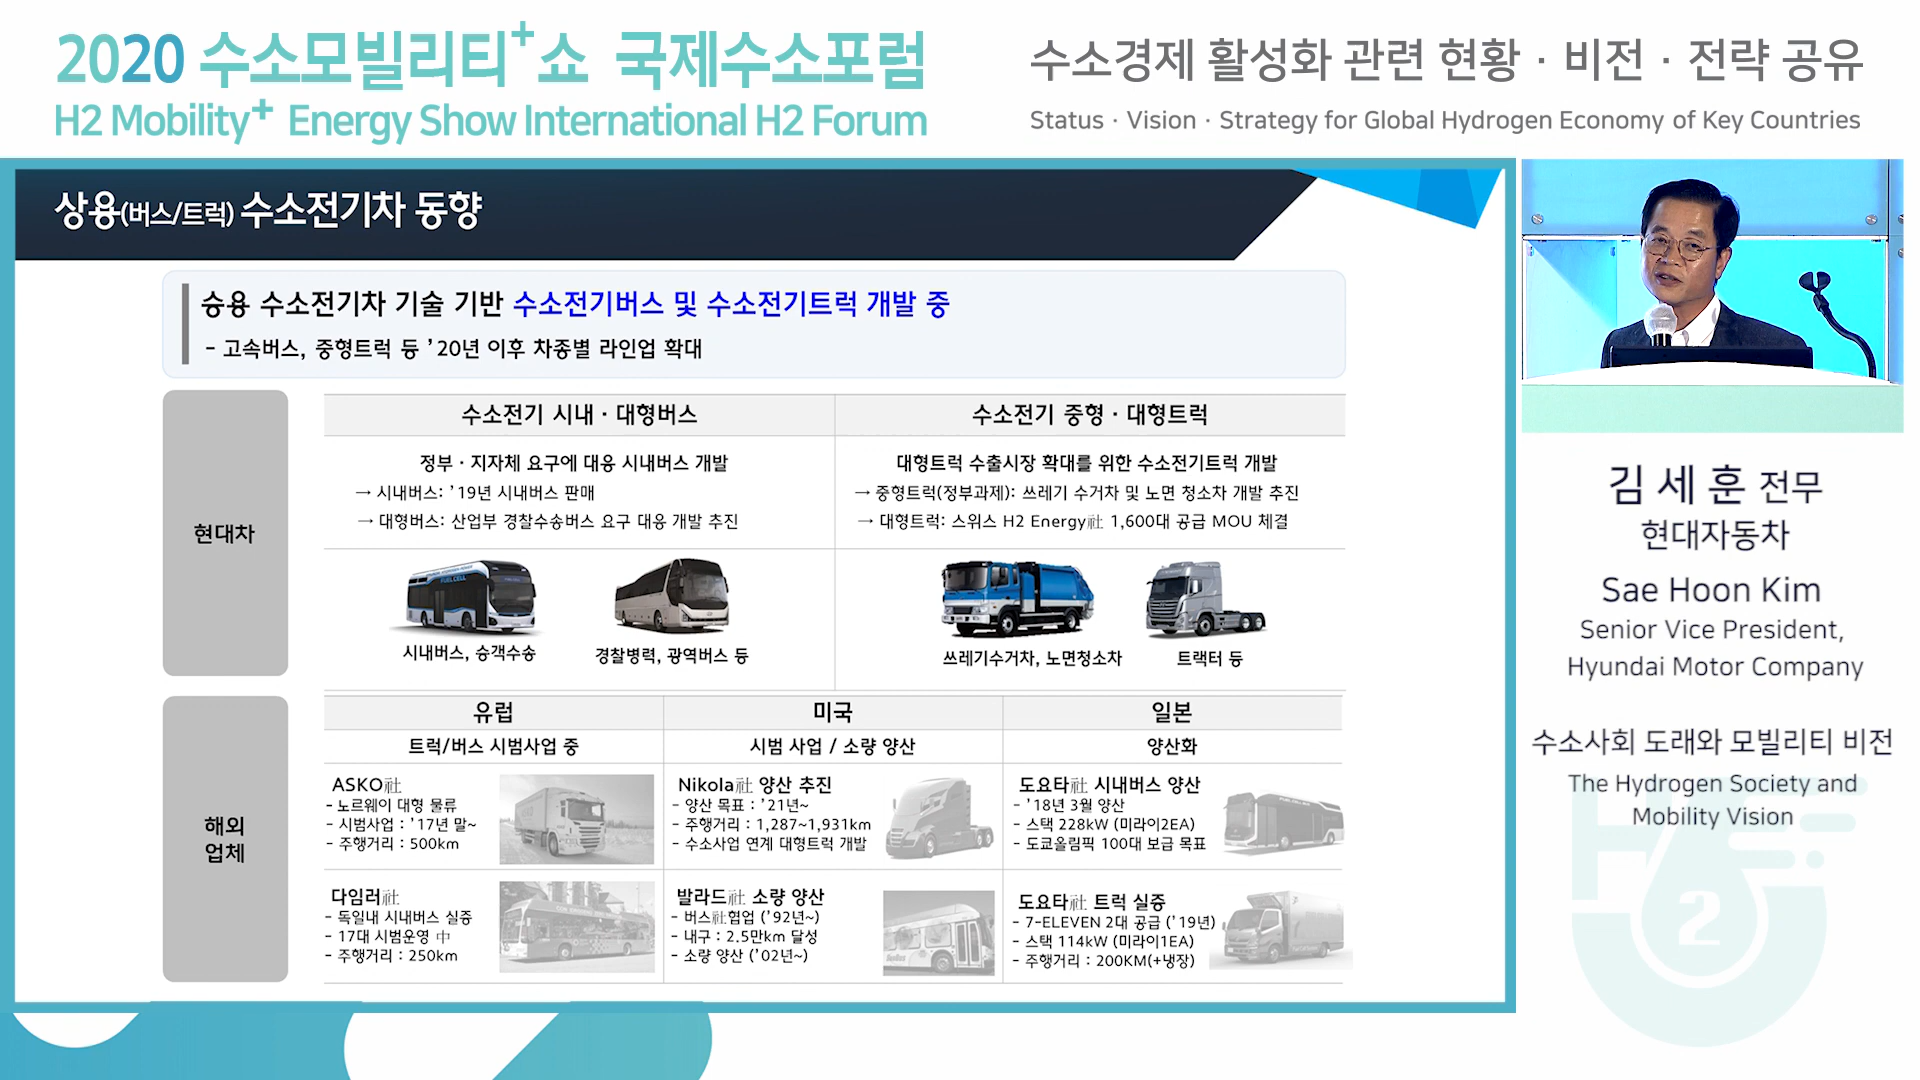 2020 수소모빌리티+쇼 국제수소포럼
H2 Mobility+ Energy Show International H2 Forum
수소경제 활성화 관련 현황 · 비전 · 전략 공유
Status · Vision · Strategy for Global Hydrogen Economy of Key Countries
상용(버스/트럭) 수소전기차 동향
승용 수소전기차 기술 기반 수소전기버스 및 수소전기트럭 개발 중
- 고속버스, 중형트럭 등 ’20년 이후 차종별 라인업 확대
현대차
수소전기 시내 · 대형버스
정부 · 지자체 요구에 대응 시내버스 개발
→ 시내버스: ’19년 시내버스 판매
→ 대형버스: 산업부 경찰수송버스 요구 대응 개발 추진
FUEL CELL
시내버스, 승객수송
경찰병력, 광역버스 등
수소전기 중형 · 대형트럭
대형트럭 수출시장 확대를 위한 수소전기트럭 개발
→ 중형트럭(정부과제): 쓰레기 수거차 및 노면 청소차 개발 추진
→ 대형트럭: 스위스 H2 Energy社 1,600대 공급 MOU 체결
쓰레기수거차, 노면청소차
트랙터 등
해외
업체
유럽
트럭/버스 시범사업 중
ASKO社
- 노르웨이 대형 물류
- 시범사업 : ’17년 말~
- 주행거리 : 500km
다임러社
- 독일내 시내버스 실증
- 17대 시범운영 中
- 주행거리 : 250km
미국
시범 사업 / 소량 양산
Nikola社 양산 추진
- 양산 목표 : ’21년~
- 주행거리 : 1,287~1,931km
- 수소사업 연계 대형트럭 개발
발라드社 소량 양산
- 버스社협업 (’92년~)
- 내구 : 2.5만km 달성
- 소량 양산 (’02년~)
일본
양산화
도요타社 시내버스 양산
- ’18년 3월 양산
- 스택 228kW (미라이2EA)
- 도쿄올림픽 100대 보급 목표
도요타社 트럭 실증
- 7-ELEVEN 2대 공급 (’19년)
- 스택 114kW (미라이1EA)
- 주행거리 : 200KM(+냉장)
김 세 훈 전무
현대자동차
Sae Hoon Kim
Senior Vice President,
Hyundai Motor Company
수소사회 도래와 모빌리티 비전
The Hydrogen Society and
Mobility Vision
H
2